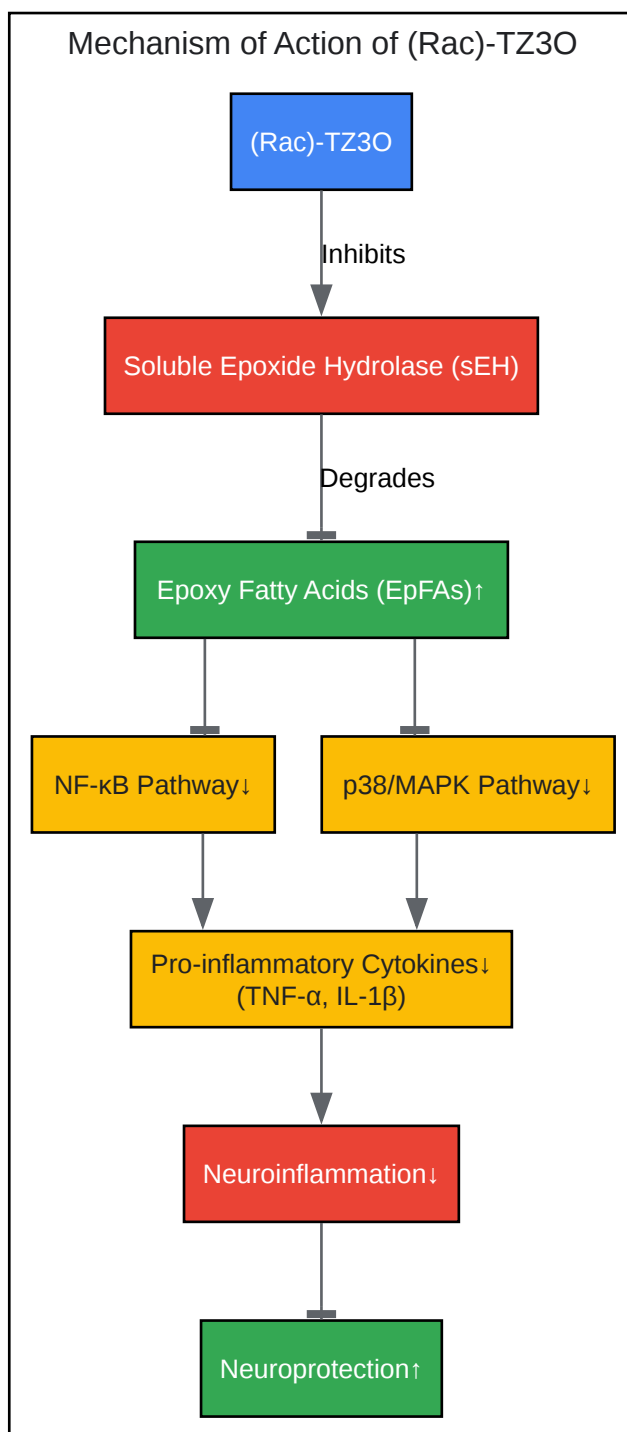 Mechanism of Action of (Rac)-TZ3O
(Rac)-TZ3O
Inhibits
Soluble Epoxide Hydrolase (sEH)
Degrades
Epoxy Fatty Acids (EpFAs)↑
NF-κB Pathway↓
p38/MAPK Pathway↓
Pro-inflammatory Cytokines↓
(TNF-α, IL-1β)
Neuroinflammation↓
Neuroprotection↑